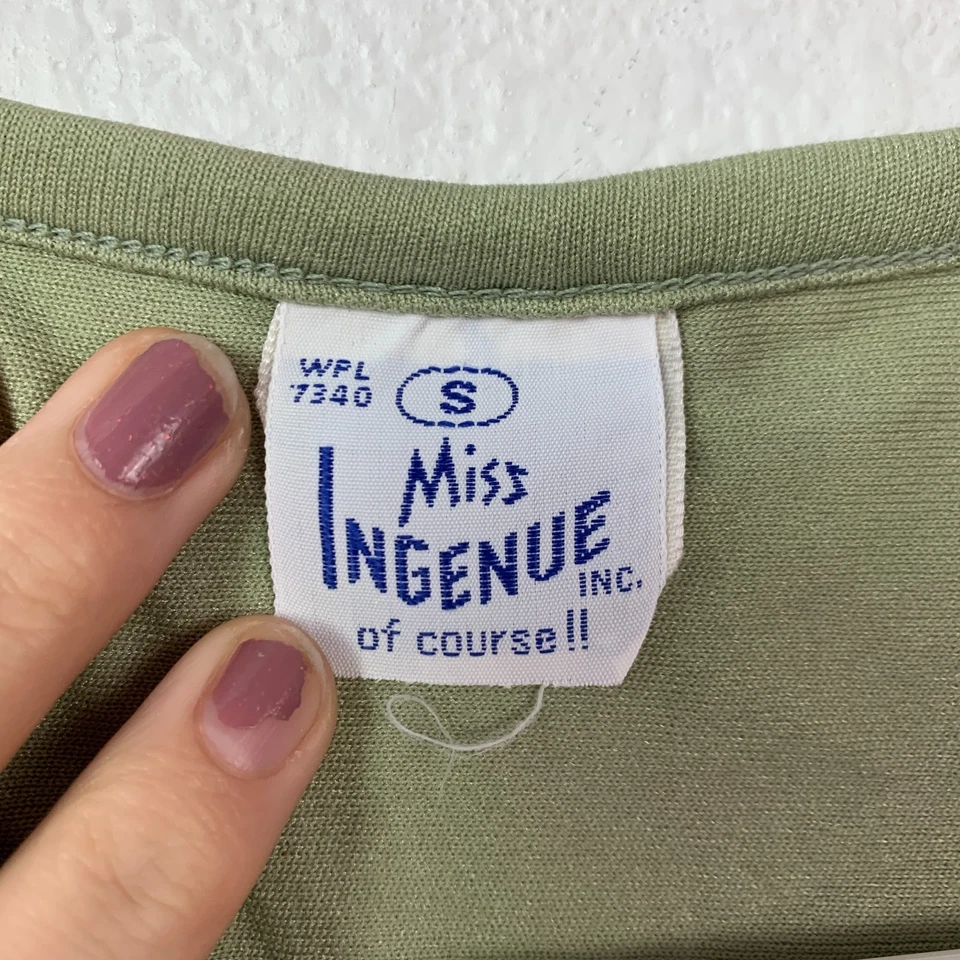 WPL
7340
S
Miss
INGENUE
INC.
of course!!